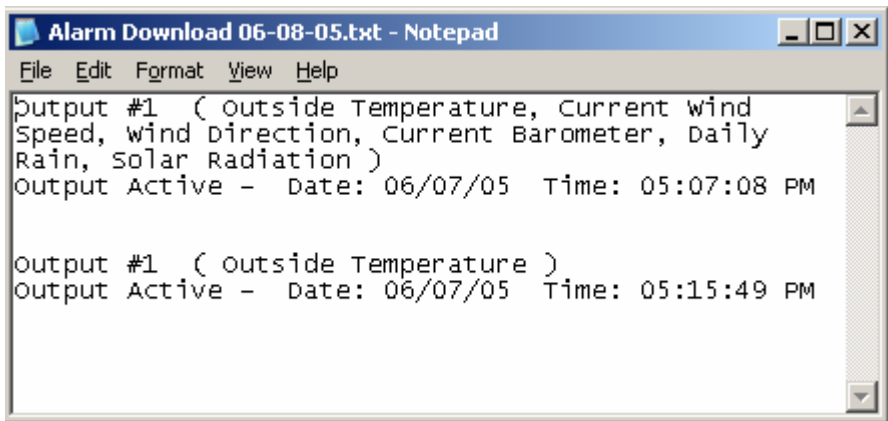 Alarm Download 06-08-05.txt - Notepad
File Edit Format View Help
Output #1 ( Outside Temperature, Current Wind
Speed, Wind Direction, Current Barometer, Daily
Rain, Solar Radiation )
Output Active - Date: 06/07/05 Time: 05:07:08 PM
Output #1 ( Outside Temperature )
Output Active - Date: 06/07/05 Time: 05:15:49 PM